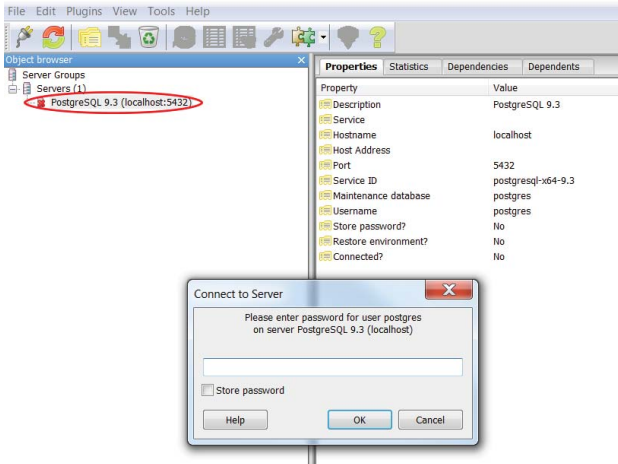 File Edit Plugins View Tools Help
Object browser
Server Groups
Servers (1)
PostgreSQL 9.3 (localhost:5432)
Properties Statistics Dependencies Dependents
Property Value
Description PostgreSQL 9.3
Service
Hostname localhost
Host Address
Port 5432
Service ID postgresql-x64-9.3
Maintenance database postgres
Username postgres
Store password? No
Restore environment? No
Connected? No
Connect to Server
Please enter password for user postgres
on server PostgreSQL 9.3 (localhost)
Store password
Help OK Cancel